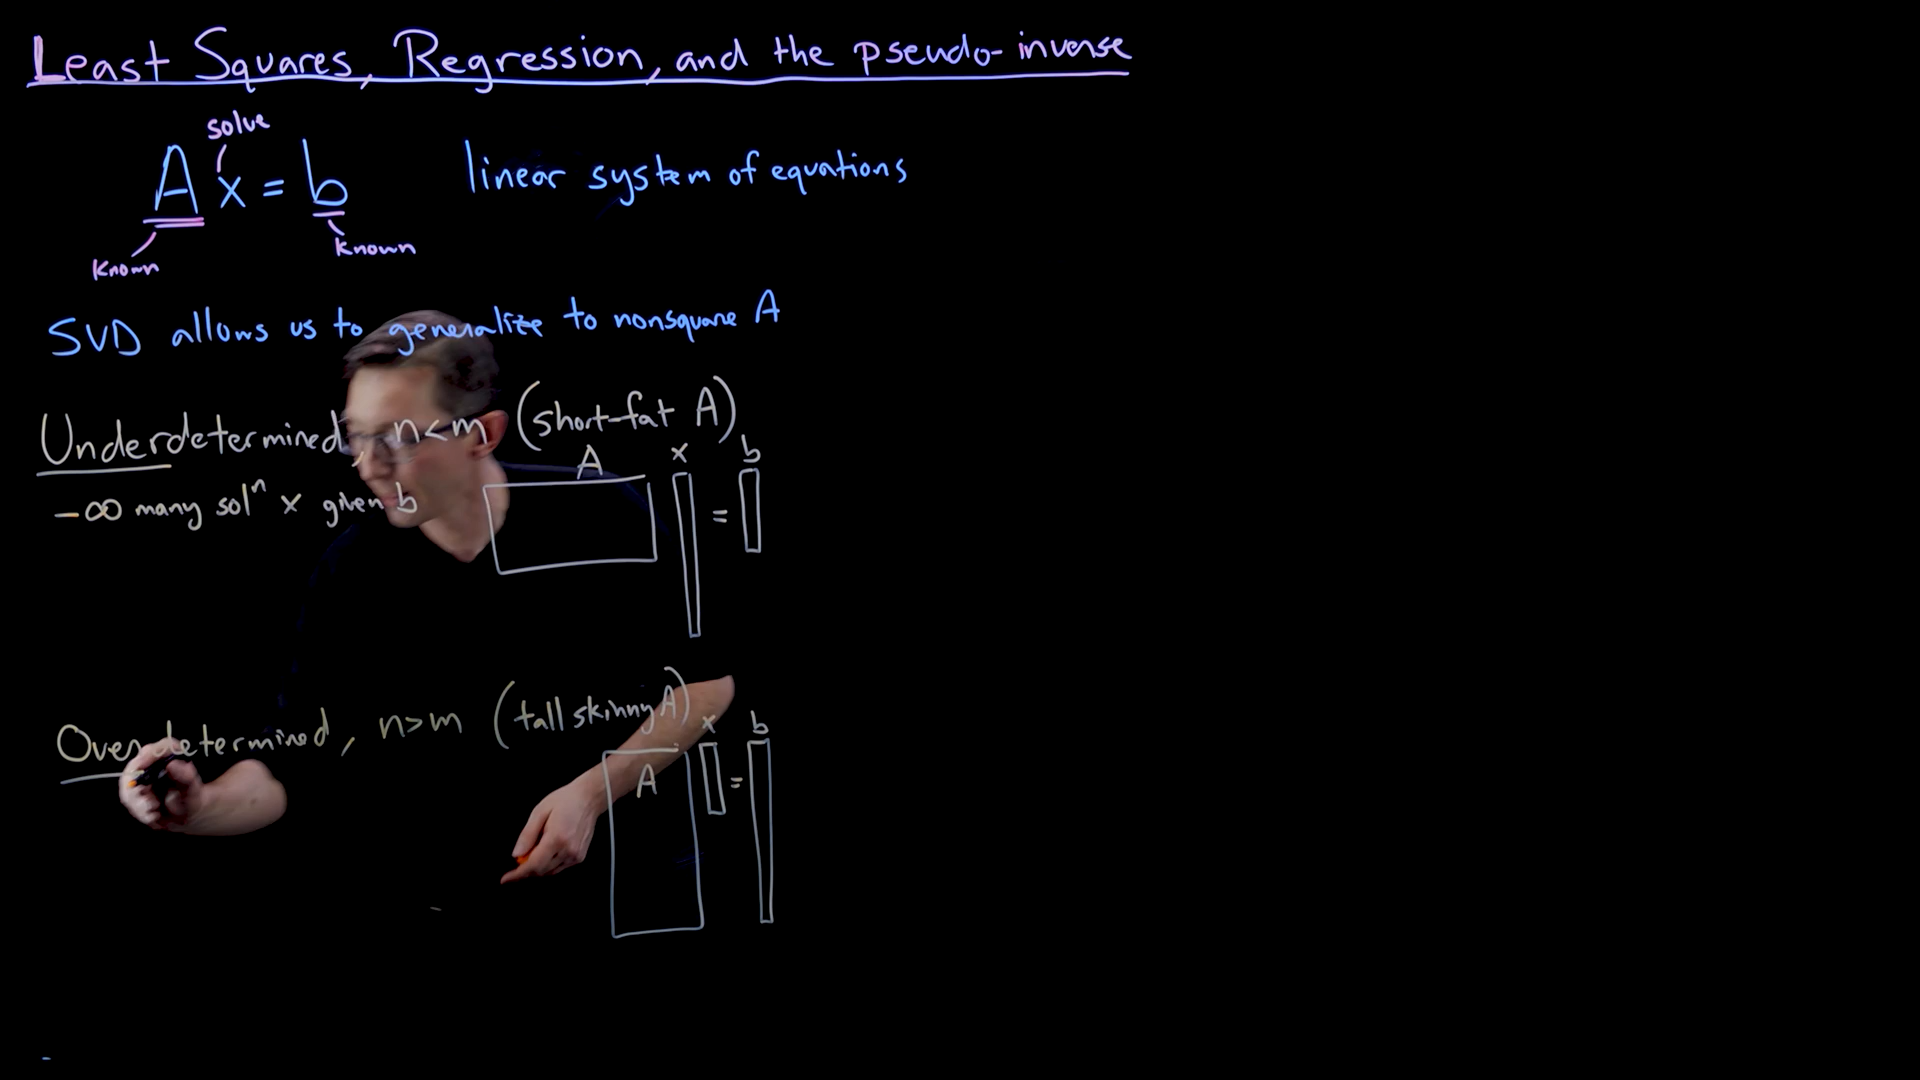 Least Squares, Regression, and the pseudo-inverse
solve
A x = b
linear system of equations
known
known
SVD allows us to generalize to nonsquare A
Underdetermined, n<m (short-fat A)
A x = b
-∞ many solⁿ x given b
Overdetermined, n>m (tall skinny A)
A x = b